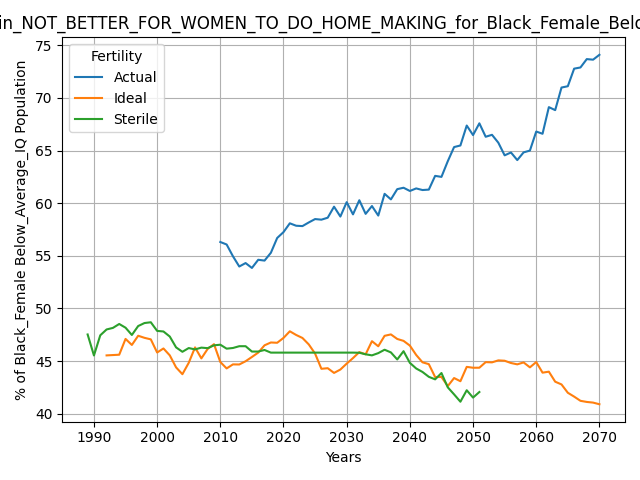 in_NOT_BETTER_FOR_WOMEN_TO_DO_HOME_MAKING_for_Black_Female_Belo
% of Black_Female Below_Average_IQ Population
75
70
65
60
55
50
45
40
Fertility
Actual
Ideal
Sterile
1990
2000
2010
2020
2030
2040
2050
2060
2070
Years